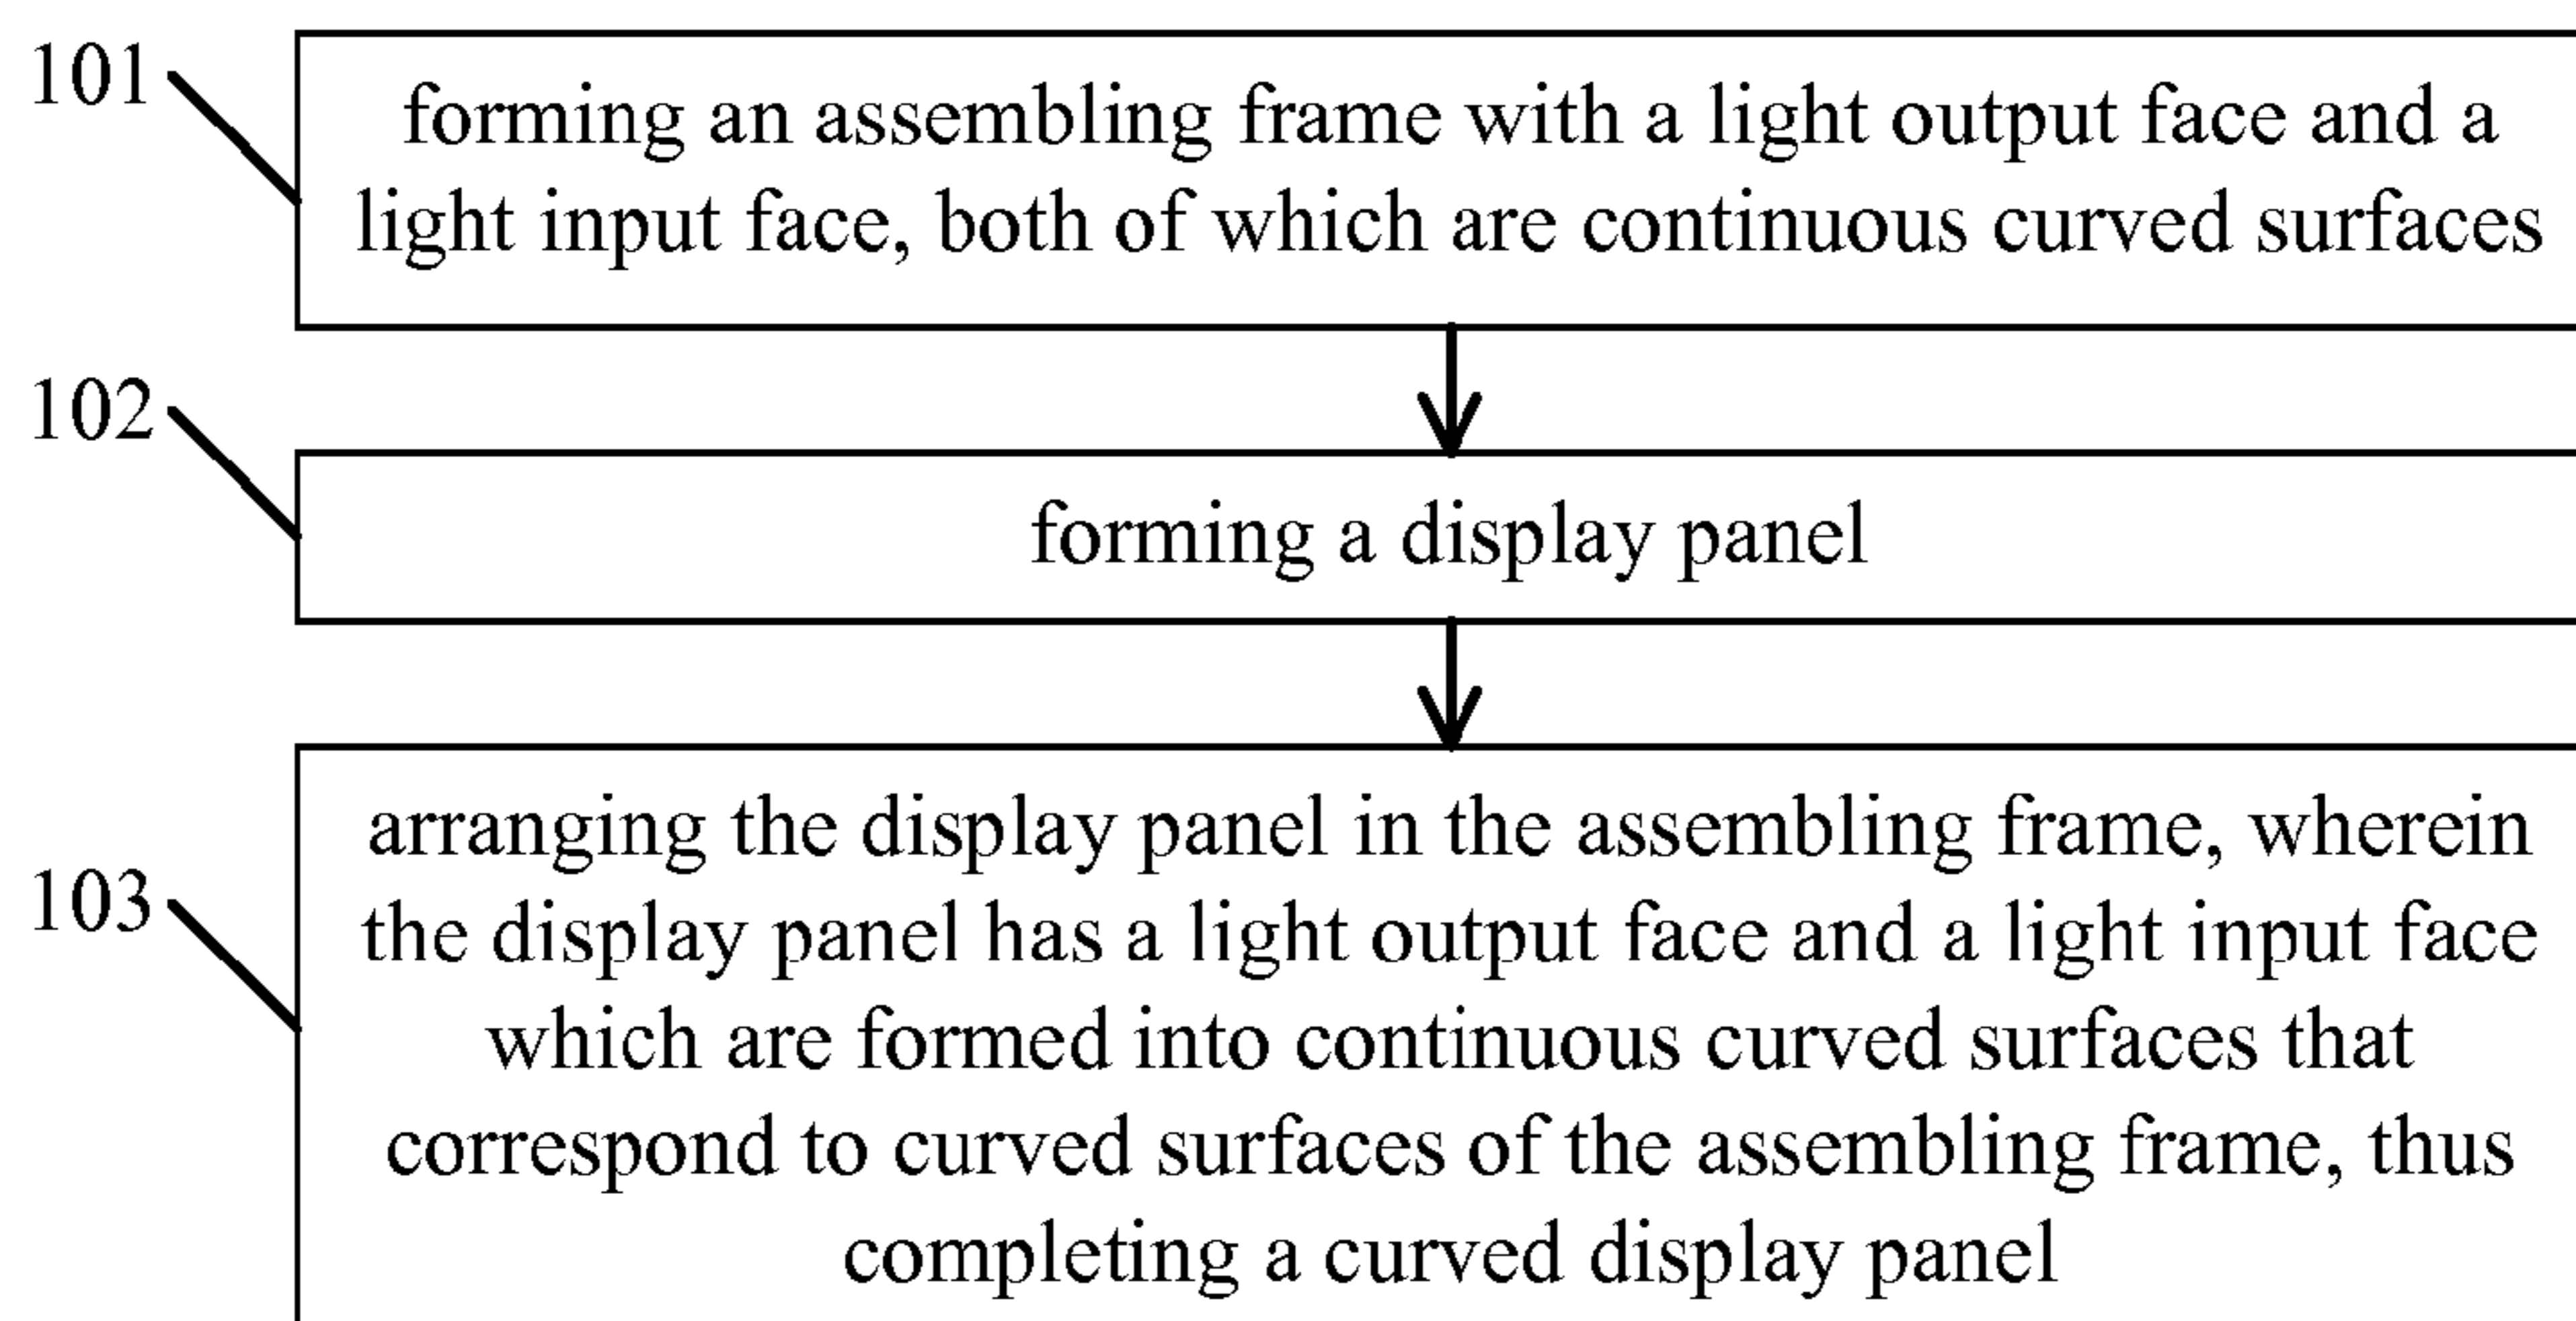 101
forming an assembling frame with a light output face and a
light input face, both of which are continuous curved surfaces
102
forming a display panel
103
arranging the display panel in the assembling frame, wherein
the display panel has a light output face and a light input face
which are formed into continuous curved surfaces that
correspond to curved surfaces of the assembling frame, thus
completing a curved display panel